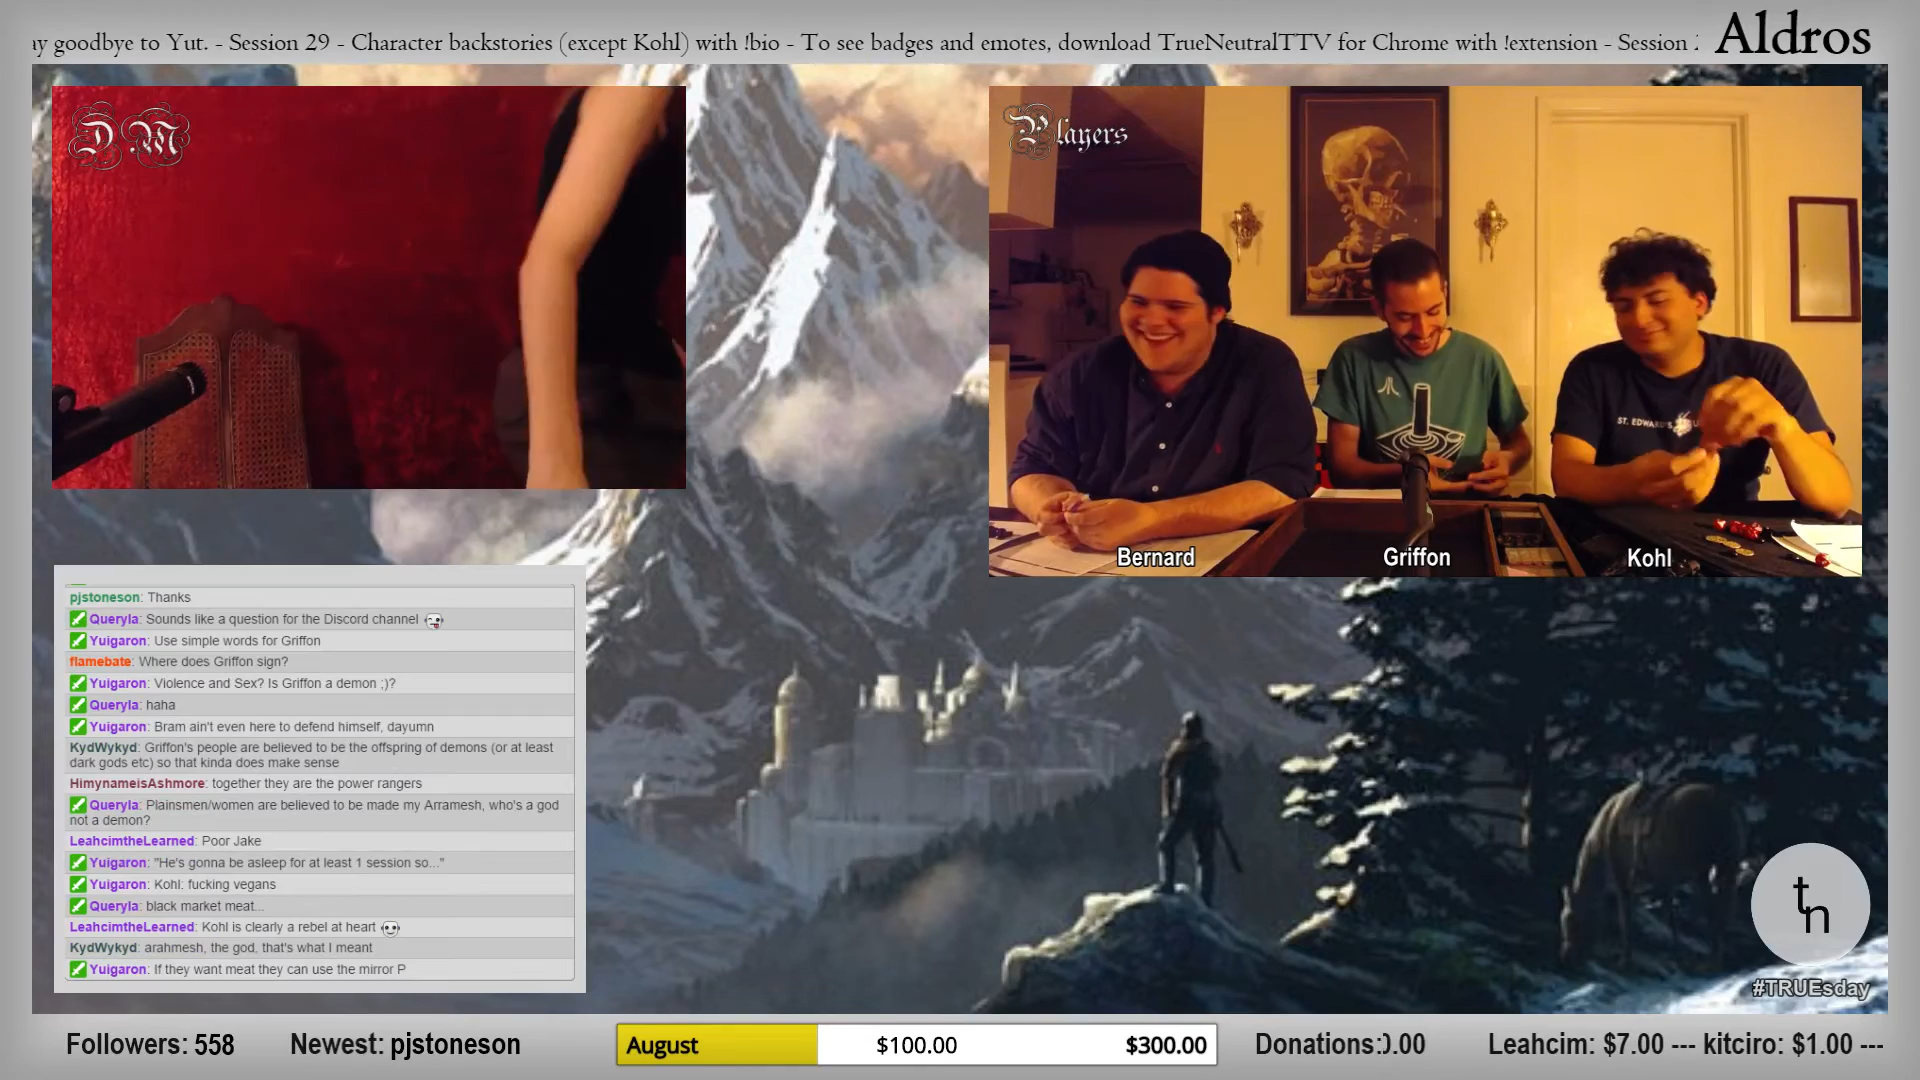 ay goodbye to Yut. - Session 29 - Character backstories (except Kohl) with !bio - To see badges and emotes, download TrueNeutralTTV for Chrome with !extension - Session
Aldros
DM
Players
ST. EDWARD'S
Bernard
Griffon
Kohl
pjstoneson: Thanks
Queryla: Sounds like a question for the Discord channel
Yuigaron: Use simple words for Griffon
flamebate: Where does Griffon sign?
Yuigaron: Violence and Sex? Is Griffon a demon ;)?
Queryla: haha
Yuigaron: Bram ain't even here to defend himself, dayumn
KydWykyd: Griffon's people are believed to be the offspring of demons (or at least
dark gods etc) so that kinda does make sense
HimynameisAshmore: together they are the power rangers
Queryla: Plainsmen/women are believed to be made my Arramesh, who's a god
not a demon?
LeahcimtheLearned: Poor Jake
Yuigaron: "He's gonna be asleep for at least 1 session so..."
Yuigaron: Kohl: fucking vegans
Queryla: black market meat...
LeahcimtheLearned: Kohl is clearly a rebel at heart
KydWykyd: arahmesh, the god, that's what I meant
Yuigaron: If they want meat they can use the mirror P
tn
#TRUEsday
Followers: 558
Newest: pjstoneson
August $100.00 $300.00
Donations: 0.00
Leahcim: $7.00 --- kitciro: $1.00 ---